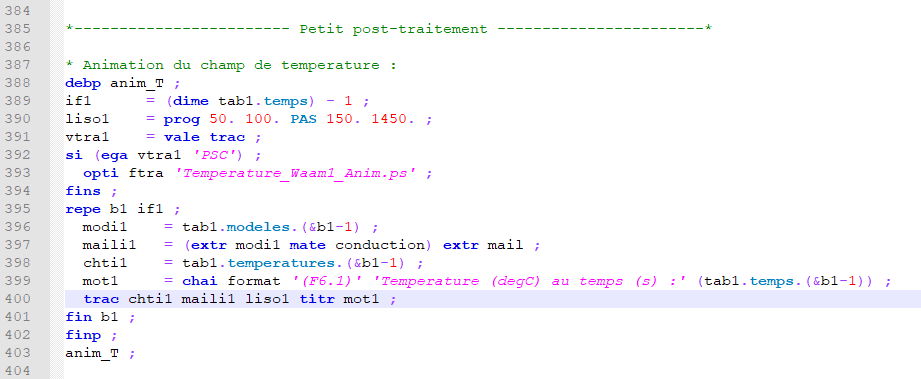 384
385 *------------------------ Petit post-traitement -----------------------*
386
387 * Animation du champ de temperature :
388 debp anim_T ;
389 if1      = (dime tab1.temps) - 1 ;
390 liso1    = prog 50. 100. PAS 150. 1450. ;
391 vtra1    = vale trac ;
392 si (ega vtra1 'PSC') ;
393   opti ftra 'Temperature_Waam1_Anim.ps' ;
394 fins ;
395 repe b1 if1 ;
396   modi1    = tab1.modeles.(&b1-1) ;
397   maili1   = (extr modi1 mate conduction) extr mail ;
398   chti1    = tab1.temperatures.(&b1-1) ;
399   mot1     = chai format '(F6.1)' 'Temperature (degC) au temps (s) :' (tab1.temps.(&b1-1)) ;
400   trac chti1 maili1 liso1 titr mot1 ;
401 fin b1 ;
402 finp ;
403 anim_T ;
404